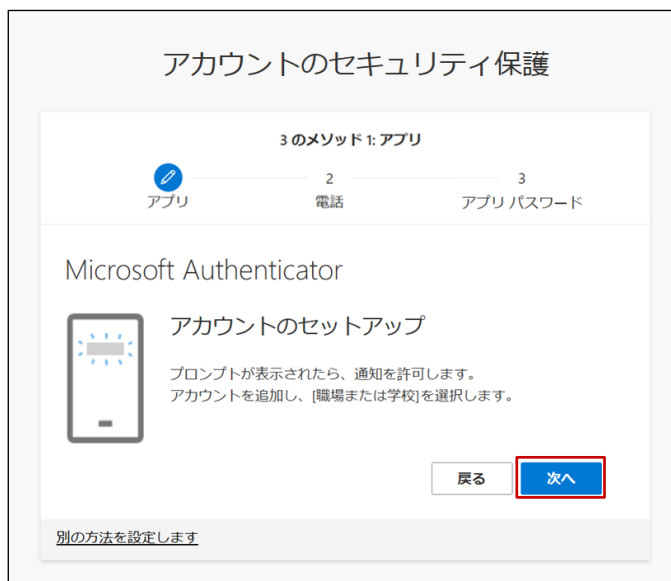 アカウントのセキュリティ保護
3 のメソッド 1: アプリ
2
3
アプリ
電話
アプリ パスワード
Microsoft Authenticator
アカウントのセットアップ
プロンプトが表示されたら、通知を許可します。
アカウントを追加し、[職場または学校]を選択します。
戻る
次へ
別の方法を設定します